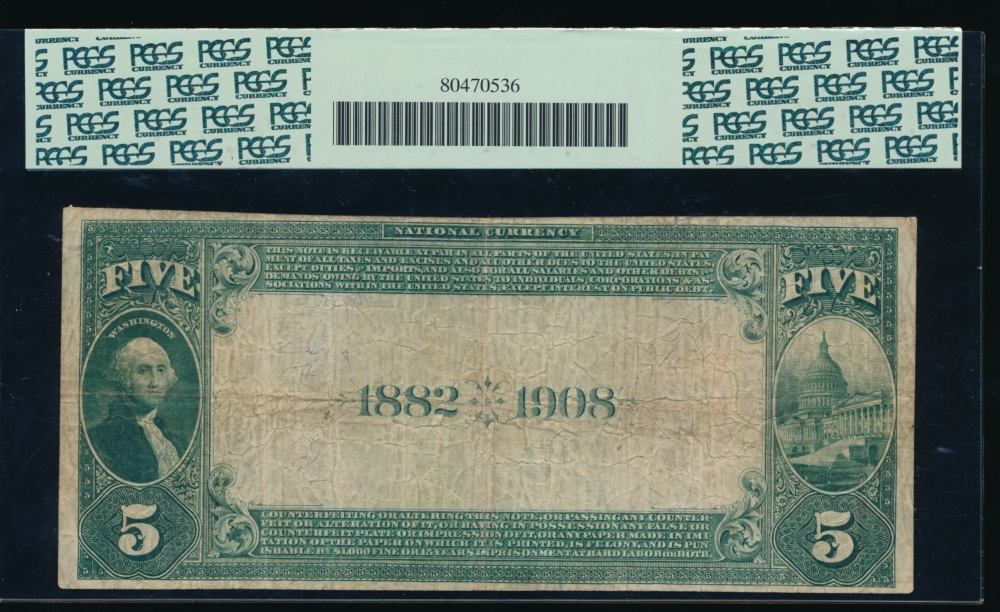 PCGS CURRENCY
80470536
NATIONAL CURRENCY
THIS NOTE IS RECEIVABLE AT PAR IN ALL PARTS OF THE UNITED STATES, IN PAY-
MENT OF ALL TAXES AND EXCISES AND ALL OTHER DUES TO THE UNITED STATES
EXCEPT DUTIES ON IMPORTS, AND ALSO FOR ALL SALARIES AND OTHER DEBTS AND
DEMANDS OWING BY THE UNITED STATES TO INDIVIDUALS, CORPORATIONS & AS-
SOCIATIONS WITHIN THE UNITED STATES, EXCEPT INTEREST ON PUBLIC DEBT.
FIVE
FIVE
WASHINGTON
1882 1908
COUNTERFEITING OR ALTERING THIS NOTE, OR PASSING ANY COUNTER-
FEIT OR ALTERATION OF IT, OR HAVING IN POSSESSION ANY FALSE OR
COUNTERFEIT PLATE OR IMPRESSION OF IT, OR ANY PAPER MADE IN IMI-
TATION OF THE PAPER ON WHICH IT IS PRINTED, IS FELONY, AND IS PUN-
ISHABLE BY $1,000 FINE OR 15 YEARS IMPRISONMENT AT HARD LABOR OR BOTH.
5
5